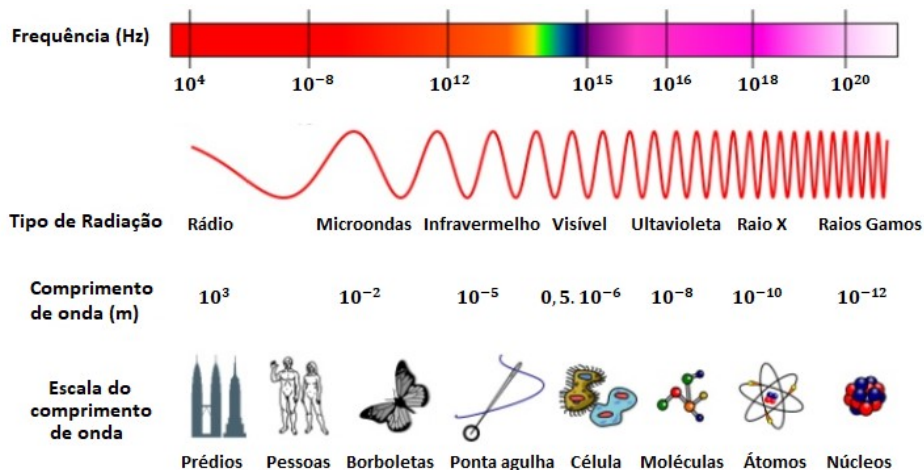 Frequência (Hz)
10⁴ 10⁻⁸ 10¹² 10¹⁵ 10¹⁶ 10¹⁸ 10²⁰
Tipo de Radiação Rádio Microondas Infravermelho Visível Ultavioleta Raio X Raios Gamos
Comprimento
de onda (m)
10³ 10⁻² 10⁻⁵ 0,5.10⁻⁶ 10⁻⁸ 10⁻¹⁰ 10⁻¹²
Escala do
comprimento
de onda
Prédios Pessoas Borboletas Ponta agulha Célula Moléculas Átomos Núcleos